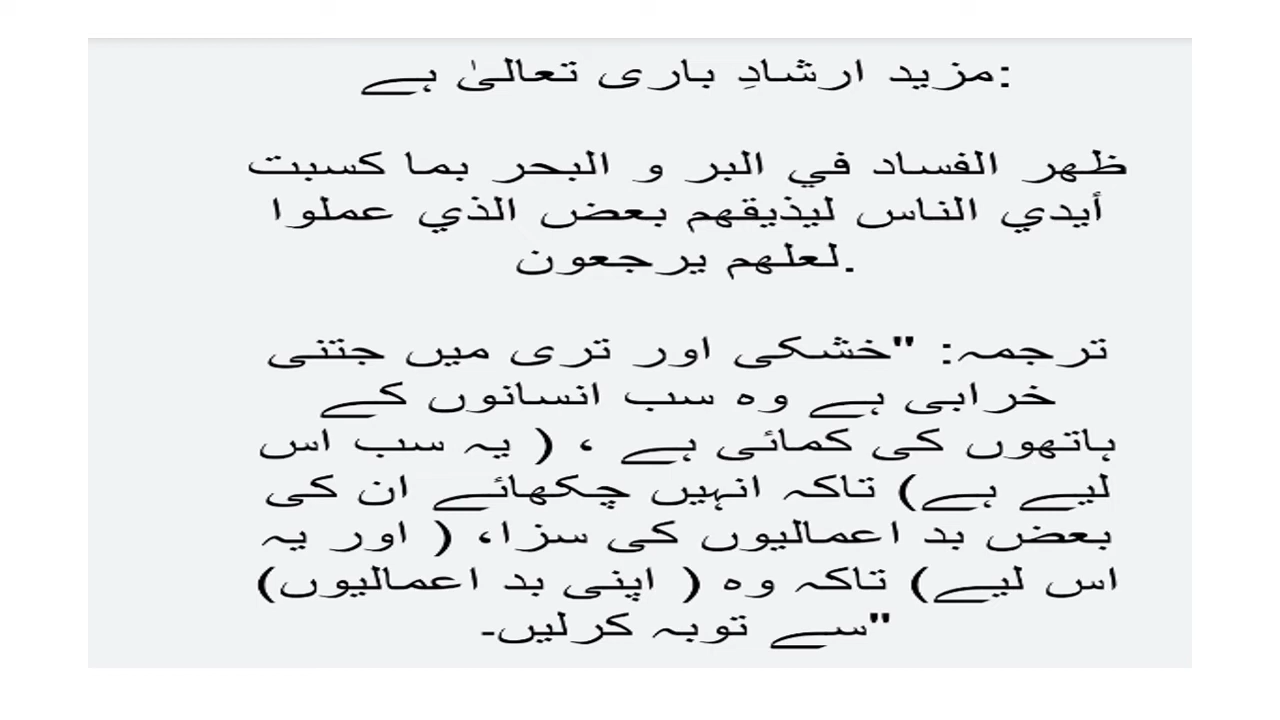 مزید ارشادِ باری تعالیٰ ہے:
ظهر الفساد في البر و البحر بما كسبت
أيدي الناس ليذيقهم بعض الذي عملوا
لعلهم يرجعون.
ترجمہ: "خشکی اور تری میں جتنی
خرابی ہے وہ سب انسانوں کے
ہاتھوں کی کمائی ہے ، ( یہ سب اس
لیے ہے) تاکہ انہیں چکھائے ان کی
بعض بد اعمالیوں کی سزا، ( اور یہ
اس لیے) تاکہ وہ ( اپنی بد اعمالیوں)
سے توبہ کرلیں۔"